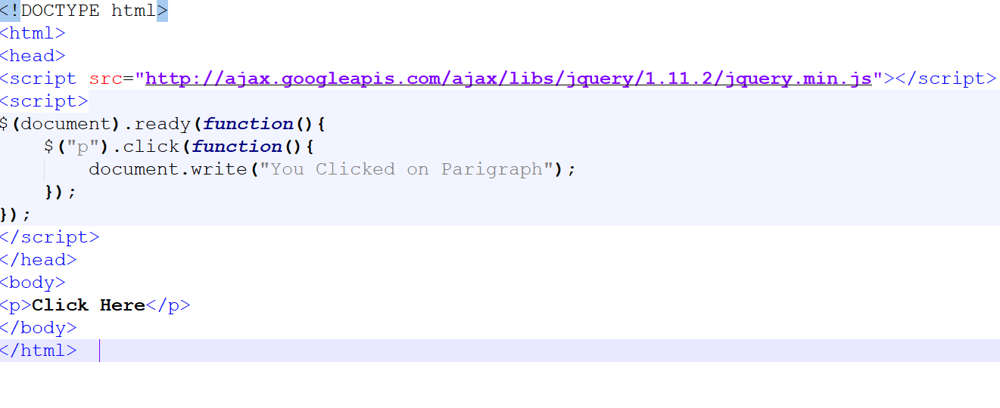 <!DOCTYPE html>
<html>
<head>
<script src="http://ajax.googleapis.com/ajax/libs/jquery/1.11.2/jquery.min.js"></script>
<script>
$(document).ready(function(){
    $("p").click(function(){
        document.write("You Clicked on Parigraph");
    });
});
</script>
</head>
<body>
<p>Click Here</p>
</body>
</html>